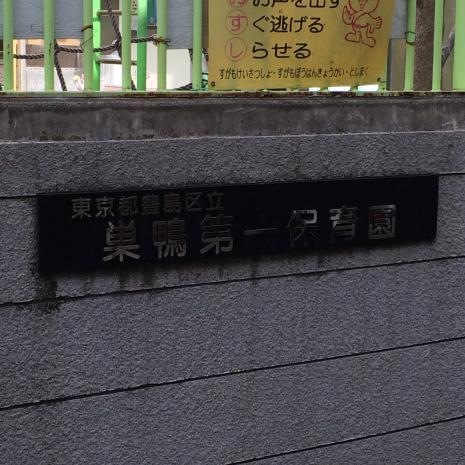 お声を出す
ぐ逃げる
らせる
すがもけいさつしょ・すがもぼうはんきょうかい・としまく
東京都豊島区立
巣鴨第一保育園